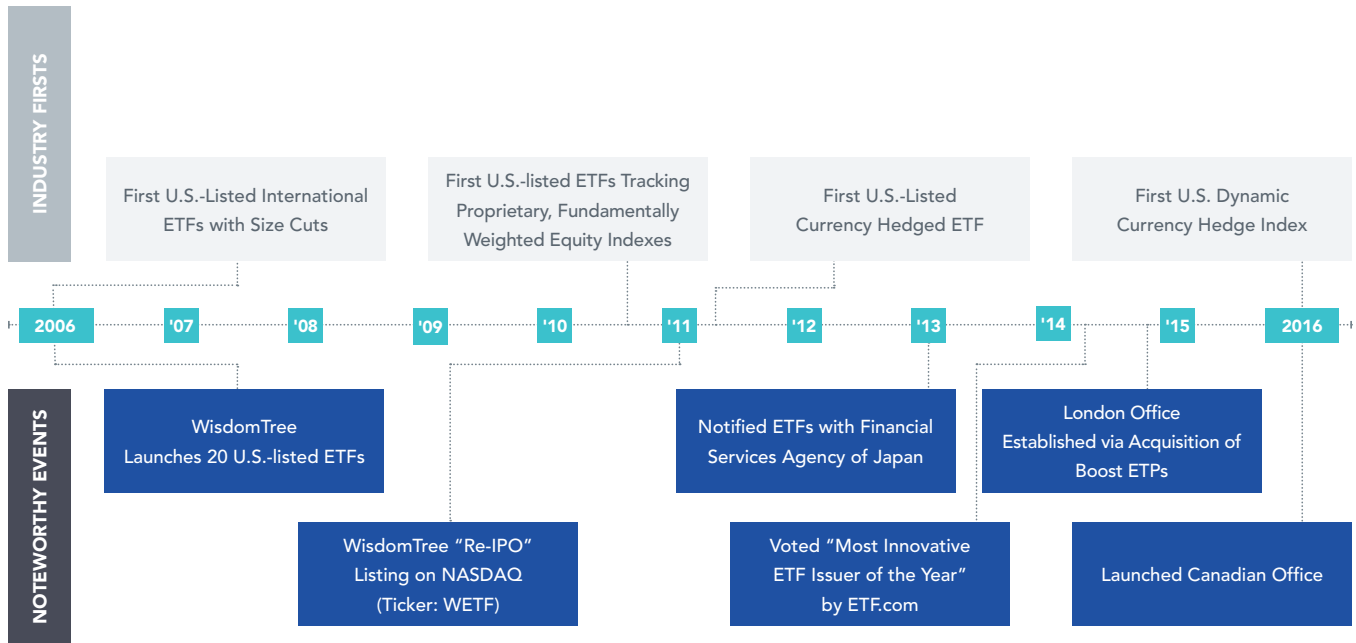 INDUSTRY FIRSTS
First U.S.-Listed International
ETFs with Size Cuts
First U.S.-listed ETFs Tracking
Proprietary, Fundamentally
Weighted Equity Indexes
First U.S.-Listed
Currency Hedged ETF
First U.S. Dynamic
Currency Hedge Index
2006
'07
'08
'09
'10
'11
'12
'13
'14
'15
2016
NOTEWORTHY EVENTS
WisdomTree
Launches 20 U.S.-listed ETFs
Notified ETFs with Financial
Services Agency of Japan
London Office
Established via Acquisition of
Boost ETPs
WisdomTree “Re-IPO”
Listing on NASDAQ
(Ticker: WETF)
Voted “Most Innovative
ETF Issuer of the Year”
by ETF.com
Launched Canadian Office